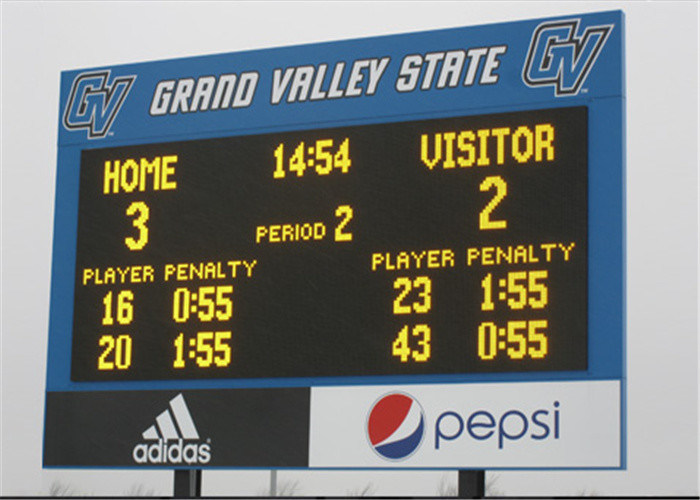 GV GRAND VALLEY STATE GV
HOME 14:54 VISITOR
3 PERIOD 2 2
PLAYER PENALTY PLAYER PENALTY
16 0:55 23 1:55
20 1:55 43 0:55
adidas pepsi